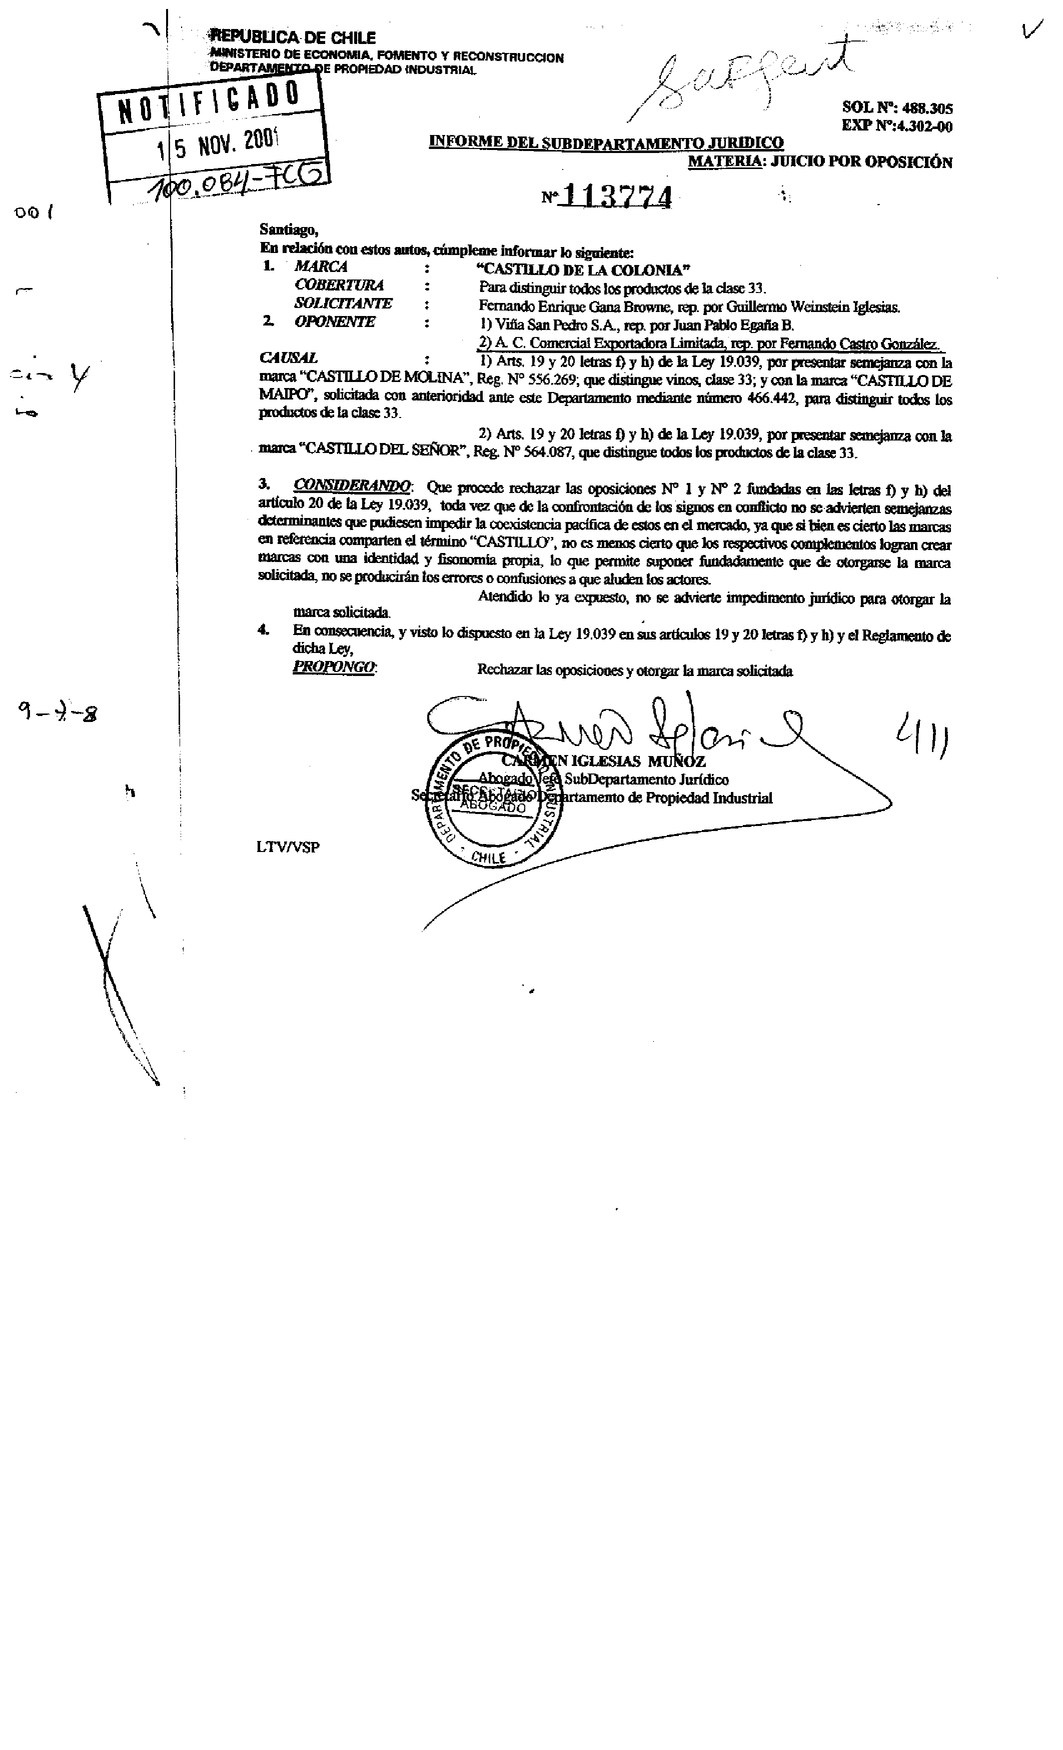 REPUBLICA DE CHILE
MINISTERIO DE ECONOMIA, FOMENTO Y RECONSTRUCCION
DEPARTAMENTO DE PROPIEDAD INDUSTRIAL
NOTIFICADO
15 NOV. 2001
100.084-FCG
SOL Nº: 488.305
EXP Nº:4.302-00
INFORME DEL SUBDEPARTAMENTO JURIDICO
MATERIA: JUICIO POR OPOSICIÓN
Nº 113774
001
Santiago,
En relación con estos autos, cúmpleme informar lo siguiente:
1. MARCA : “CASTILLO DE LA COLONIA”
COBERTURA : Para distinguir todos los productos de la clase 33.
SOLICITANTE : Fernando Enrique Gana Browne, rep. por Guillermo Weinstein Iglesias.
2. OPONENTE : 1) Viña San Pedro S.A., rep. por Juan Pablo Egaña B.
2) A. C. Comercial Exportadora Limitada, rep. por Fernando Castro González.
CAUSAL : 1) Arts. 19 y 20 letras f) y h) de la Ley 19.039, por presentar semejanza con la
marca “CASTILLO DE MOLINA”, Reg. Nº 556.269; que distingue vinos, clase 33; y con la marca “CASTILLO DE
MAIPO”, solicitada con anterioridad ante este Departamento mediante número 466.442, para distinguir todos los
productos de la clase 33.
2) Arts. 19 y 20 letras f) y h) de la Ley 19.039, por presentar semejanza con la
marca “CASTILLO DEL SEÑOR”, Reg. Nº 564.087, que distingue todos los productos de la clase 33.
3. CONSIDERANDO: Que procede rechazar las oposiciones Nº 1 y Nº 2 fundadas en las letras f) y h) del
artículo 20 de la Ley 19.039, toda vez que de la confrontación de los signos en conflicto no se advierten semejanzas
determinantes que pudiesen impedir la coexistencia pacífica de estos en el mercado, ya que si bien es cierto las marcas
en referencia comparten el término “CASTILLO”, no es menos cierto que los respectivos complementos logran crear
marcas con una identidad y fisonomía propia, lo que permite suponer fundadamente que de otorgarse la marca
solicitada, no se producirán los errores o confusiones a que aluden los actores.
Atendido lo ya expuesto, no se advierte impedimento jurídico para otorgar la
marca solicitada.
4. En consecuencia, y visto lo dispuesto en la Ley 19.039 en sus artículos 19 y 20 letras f) y h) y el Reglamento de
dicha Ley,
PROPONGO: Rechazar las oposiciones y otorgar la marca solicitada
9-7-8
CARMEN IGLESIAS MUÑOZ
Abogado Jefe SubDepartamento Jurídico
Secretario Abogado Departamento de Propiedad Industrial
DEPARTAMENTO DE PROPIEDAD INDUSTRIAL
SECRETARIO
ABOGADO
- CHILE -
LTV/VSP